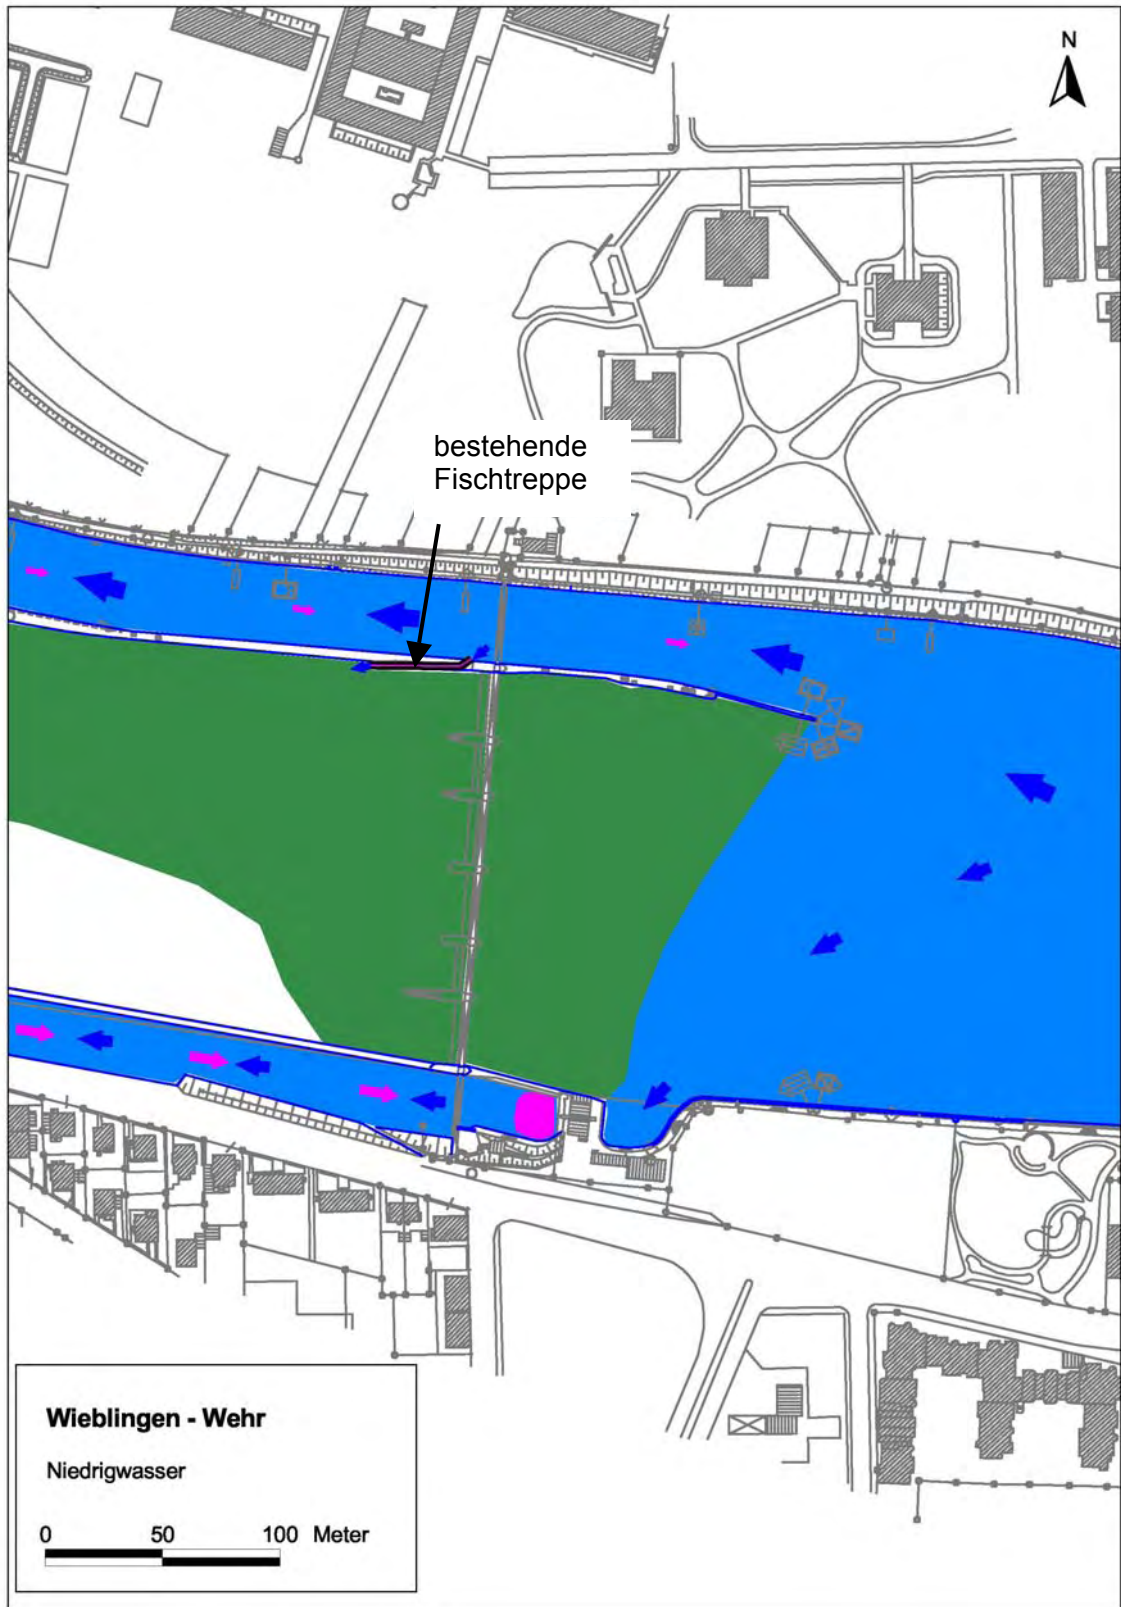 N
bestehende
Fischtreppe
Wieblingen - Wehr
Niedrigwasser
0 50 100 Meter